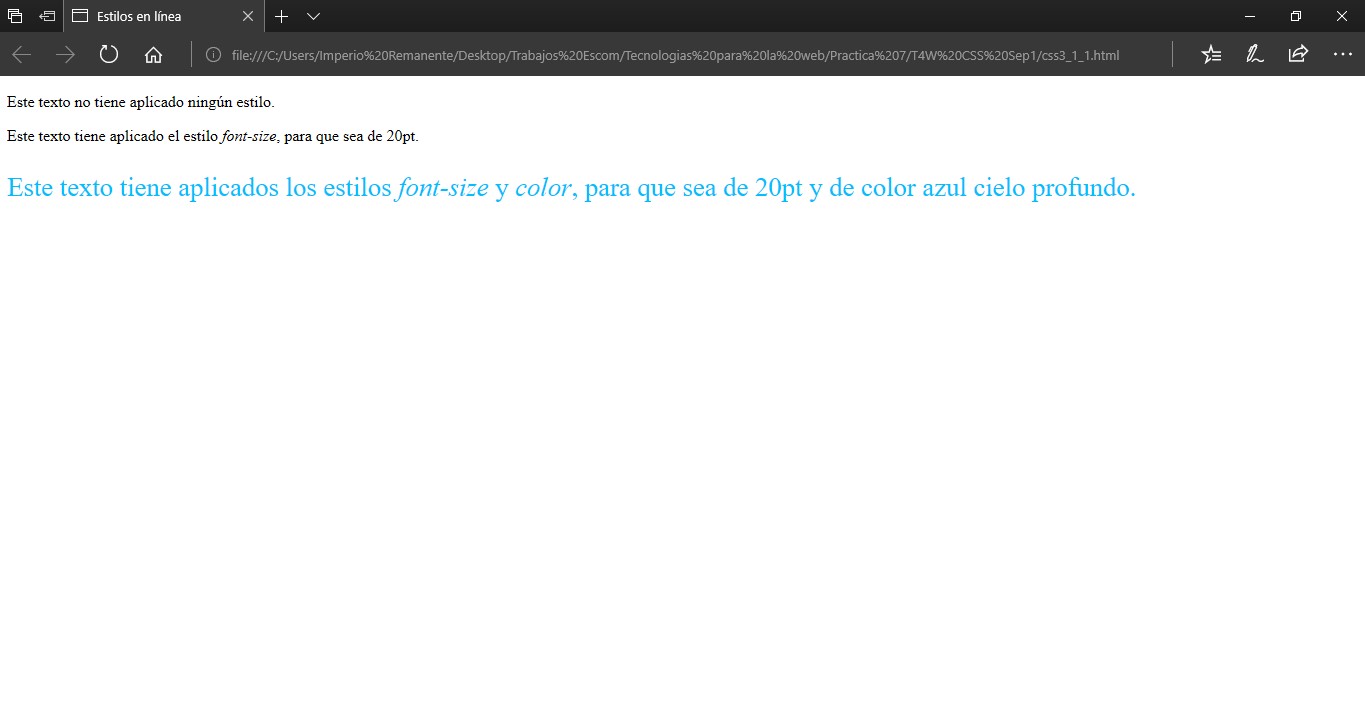 Estilos en línea
file:///C:/Users/Imperio%20Remanente/Desktop/Trabajos%20Escom/Tecnologias%20para%20la%20web/Practica%207/T4W%20CSS%20Sep1/css3_1_1.html
Este texto no tiene aplicado ningún estilo.
Este texto tiene aplicado el estilo font-size, para que sea de 20pt.
Este texto tiene aplicados los estilos font-size y color, para que sea de 20pt y de color azul cielo profundo.